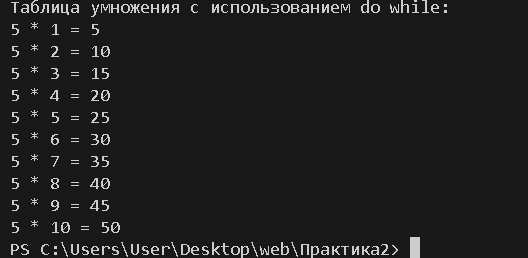 Таблица умножения с использованием do while:
5 * 1 = 5
5 * 2 = 10
5 * 3 = 15
5 * 4 = 20
5 * 5 = 25
5 * 6 = 30
5 * 7 = 35
5 * 8 = 40
5 * 9 = 45
5 * 10 = 50
PS C:\Users\User\Desktop\web\Практика2>